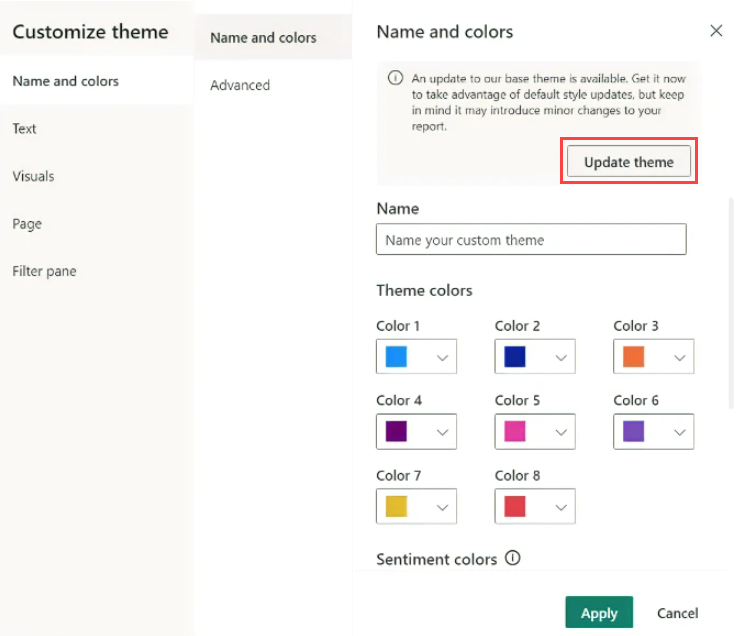 Customize theme
Name and colors
Text
Visuals
Page
Filter pane
Name and colors
Advanced
Name and colors
An update to our base theme is available. Get it now
to take advantage of default style updates, but keep
in mind it may introduce minor changes to your
report.
Update theme
Name
Name your custom theme
Theme colors
Color 1
Color 2
Color 3
Color 4
Color 5
Color 6
Color 7
Color 8
Sentiment colors
Apply
Cancel